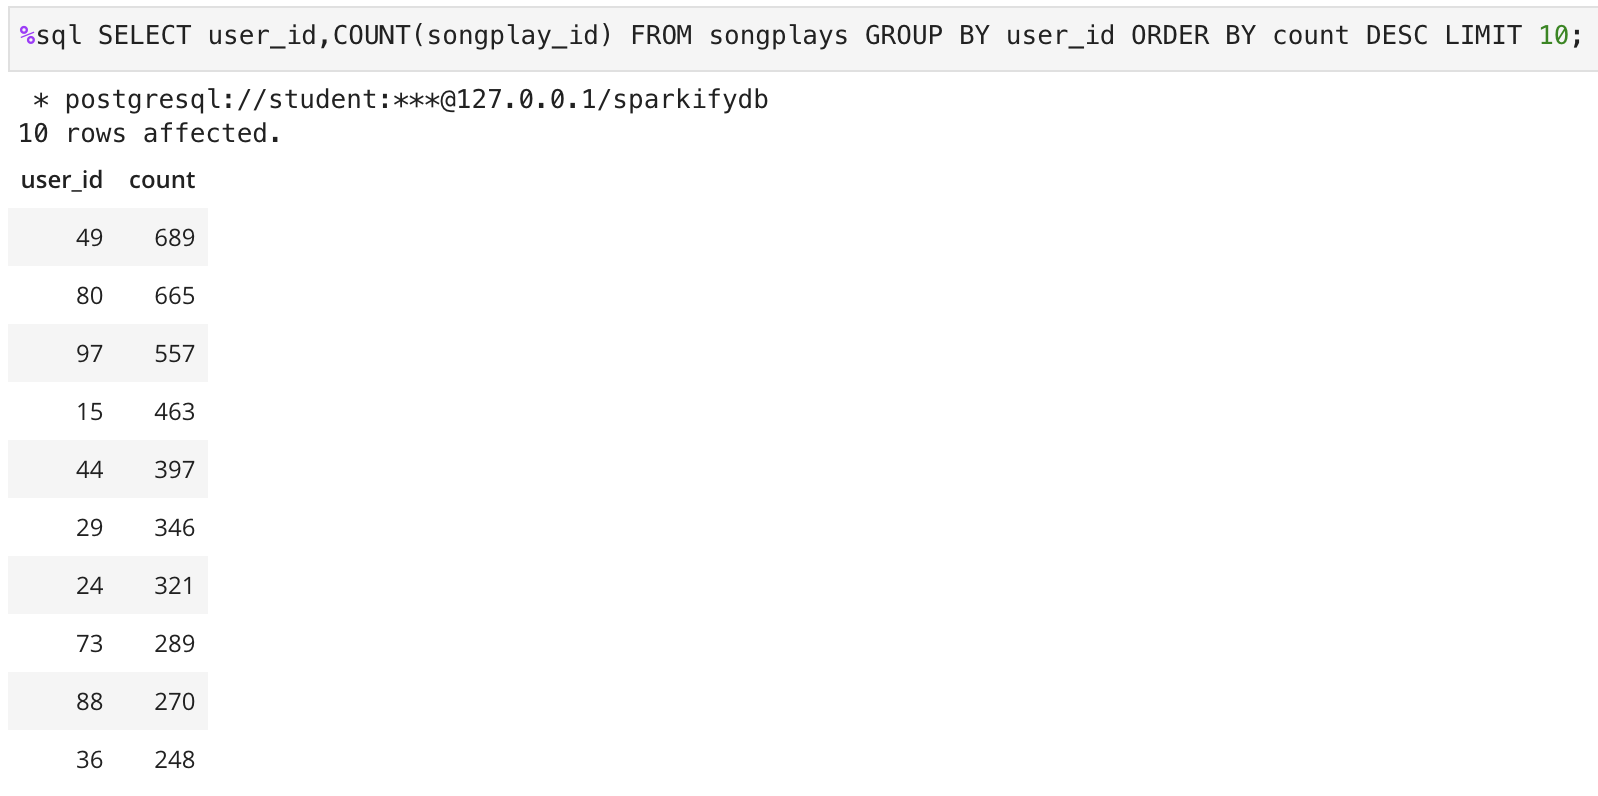 %sql SELECT user_id,COUNT(songplay_id) FROM songplays GROUP BY user_id ORDER BY count DESC LIMIT 10;
* postgresql://student:***@127.0.0.1/sparkifydb
10 rows affected.
user_id count
49 689
80 665
97 557
15 463
44 397
29 346
24 321
73 289
88 270
36 248